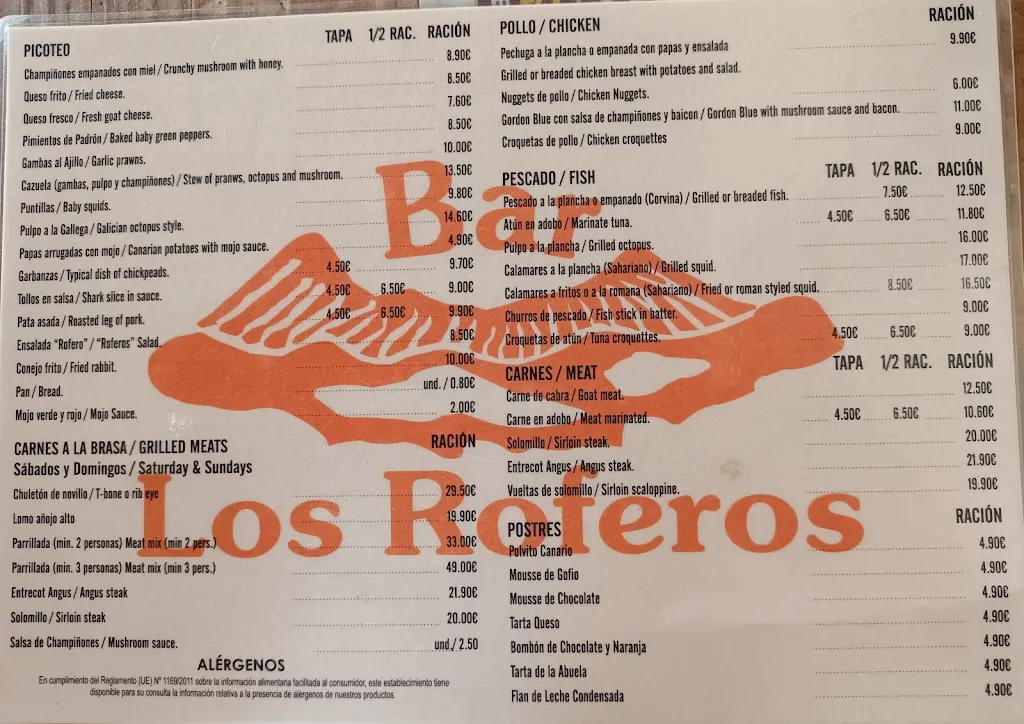 PICOTEO TAPA 1/2 RAC. RACIÓN
Champiñones empanados con miel / Crunchy mushroom with honey. 8.90€
Queso frito / Fried cheese. 8.50€
Queso fresco / Fresh goat cheese. 7.60€
Pimientos de Padrón / Baked baby green peppers. 8.50€
Gambas al Ajillo / Garlic prawns. 10.00€
Cazuela (gambas, pulpo y champiñones) / Stew of pranws, octopus and mushroom. 13.50€
Puntillas / Baby squids. 9.80€
Pulpo a la Gallega / Galician octopus style. 14.60€
Papas arrugadas con mojo / Canarian potatoes with mojo sauce. 4.90€
Garbanzas / Typical dish of chickpeads. 4.50€ 9.70€
Tollos en salsa / Shark slice in sauce. 4.50€ 6.50€ 9.00€
Pata asada / Roasted leg of pork. 4.50€ 6.50€ 9.90€
Ensalada "Rofero" / "Roferos" Salad. 8.50€
Conejo frito / Fried rabbit. 10.00€
Pan / Bread. und. / 0.80€
Mojo verde y rojo / Mojo Sauce. 2.00€
CARNES A LA BRASA / GRILLED MEATS RACIÓN
Sábados y Domingos / Saturday & Sundays
Chuletón de novillo / T-bone o rib eye 29.50€
Lomo añojo alto 19.90€
Parrillada (min. 2 personas) Meat mix (min 2 pers.) 33.00€
Parrillada (min. 3 personas) Meat mix (min 3 pers.) 49.00€
Entrecot Angus / Angus steak 21.90€
Solomillo / Sirloin steak 20.00€
Salsa de Champiñones / Mushroom sauce. und./ 2.50
ALÉRGENOS
En cumplimiento del Reglamento (UE) Nº 1169/2011 sobre la información alimentaria facilitada al consumidor, este establecimiento tiene
disponible para su consulta la información relativa a la presencia de alérgenos de nuestros productos.
POLLO / CHICKEN RACIÓN
Pechuga a la plancha o empanada con papas y ensalada 9.90€
Grilled or breaded chicken breast with potatoes and salad.
Nuggets de pollo / Chicken Nuggets. 6.00€
Gordon Blue con salsa de champiñones y baicon / Gordon Blue with mushroom sauce and bacon. 11.00€
Croquetas de pollo / Chicken croquettes 9.00€
PESCADO / FISH TAPA 1/2 RAC. RACIÓN
Pescado a la plancha o empanado (Corvina) / Grilled or breaded fish. 7.50€ 12.50€
Atún en adobo / Marinate tuna. 4.50€ 6.50€ 11.80€
Pulpo a la plancha / Grilled octopus. 16.00€
Calamares a la plancha (Sahariano) / Grilled squid. 17.00€
Calamares a fritos o a la romana (Sahariano) / Fried or roman styled squid. 8.50€ 16.50€
Churros de pescado / Fish stick in batter. 9.00€
Croquetas de atún / Tuna croquettes. 4.50€ 6.50€ 9.00€
CARNES / MEAT TAPA 1/2 RAC. RACIÓN
Carne de cabra / Goat meat. 12.50€
Carne en adobo / Meat marinated. 4.50€ 6.50€ 10.60€
Solomillo / Sirloin steak. 20.00€
Entrecot Angus / Angus steak. 21.90€
Vueltas de solomillo / Sirloin scaloppine. 19.90€
POSTRES RACIÓN
Polvito Canario 4.90€
Mousse de Gofio 4.90€
Mousse de Chocolate 4.90€
Tarta Queso 4.90€
Bombón de Chocolate y Naranja 4.90€
Tarta de la Abuela 4.90€
Flan de Leche Condensada 4.90€
Bar
Los Roferos